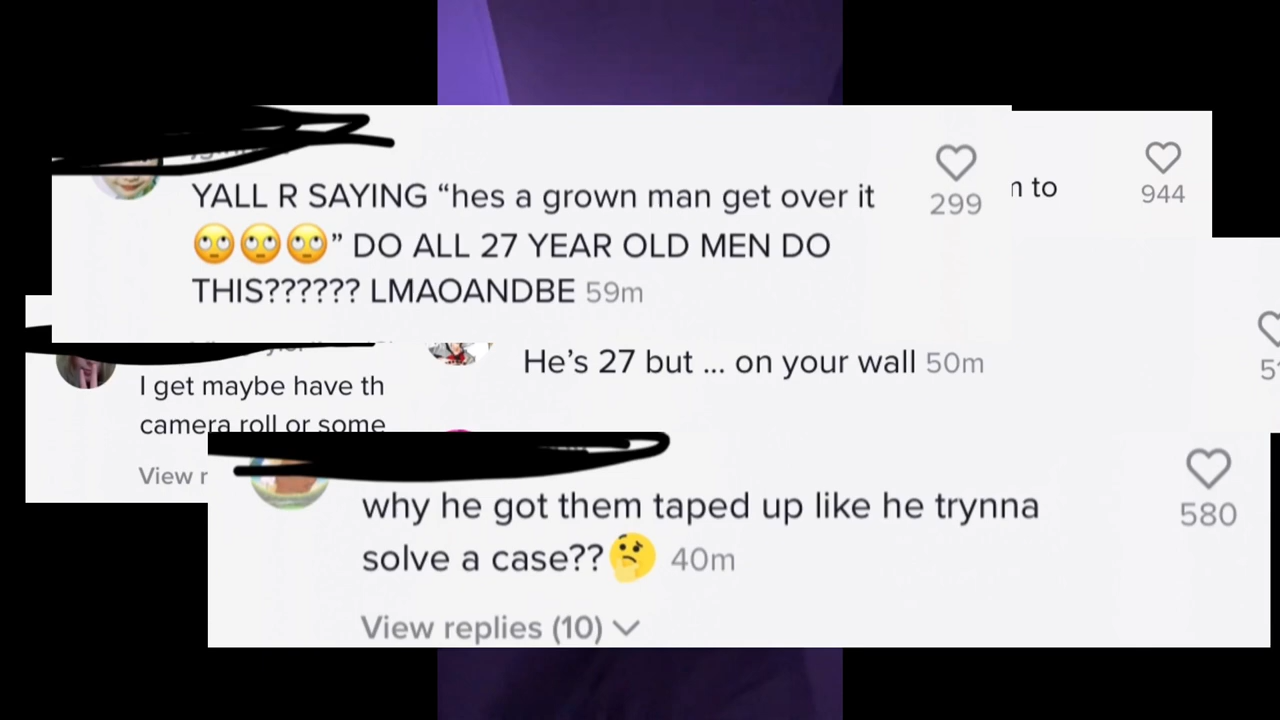 YALL R SAYING “hes a grown man get over it
🙄🙄🙄” DO ALL 27 YEAR OLD MEN DO
THIS?????? LMAOANDBE 59m
299
to
944
He’s 27 but ... on your wall 50m
I get maybe have th
camera roll or some
View
why he got them taped up like he trynna
solve a case??🤔 40m
580
View replies (10)